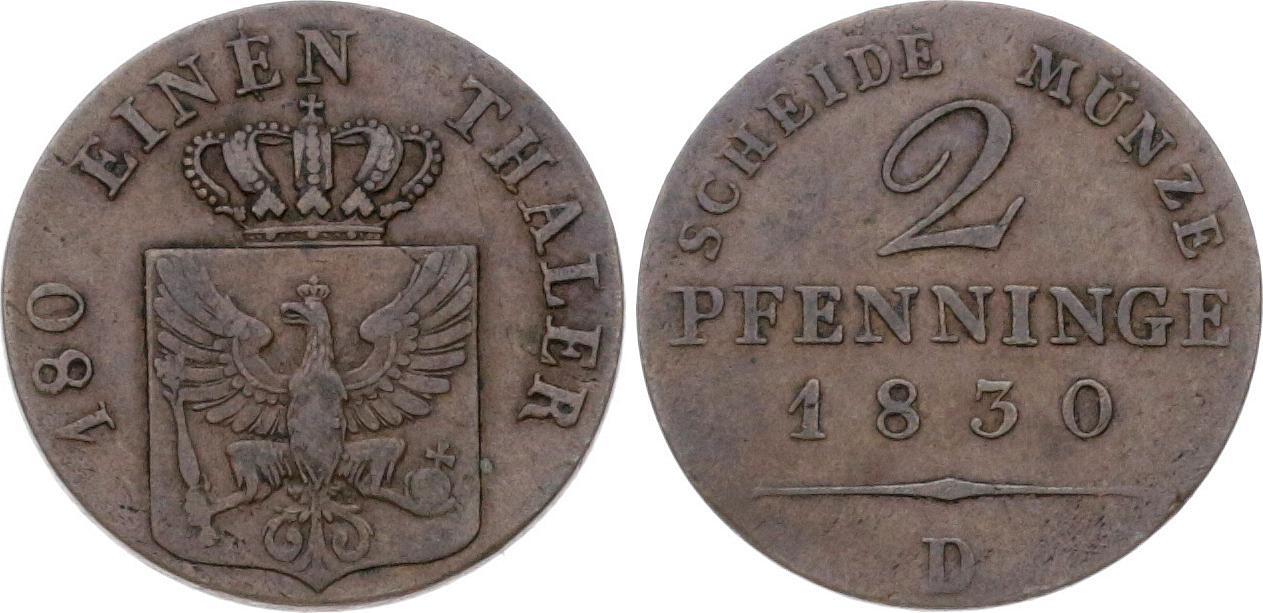 180 EINEN THALER
SCHEIDE MÜNZE
2
PFENNINGE
1830
D